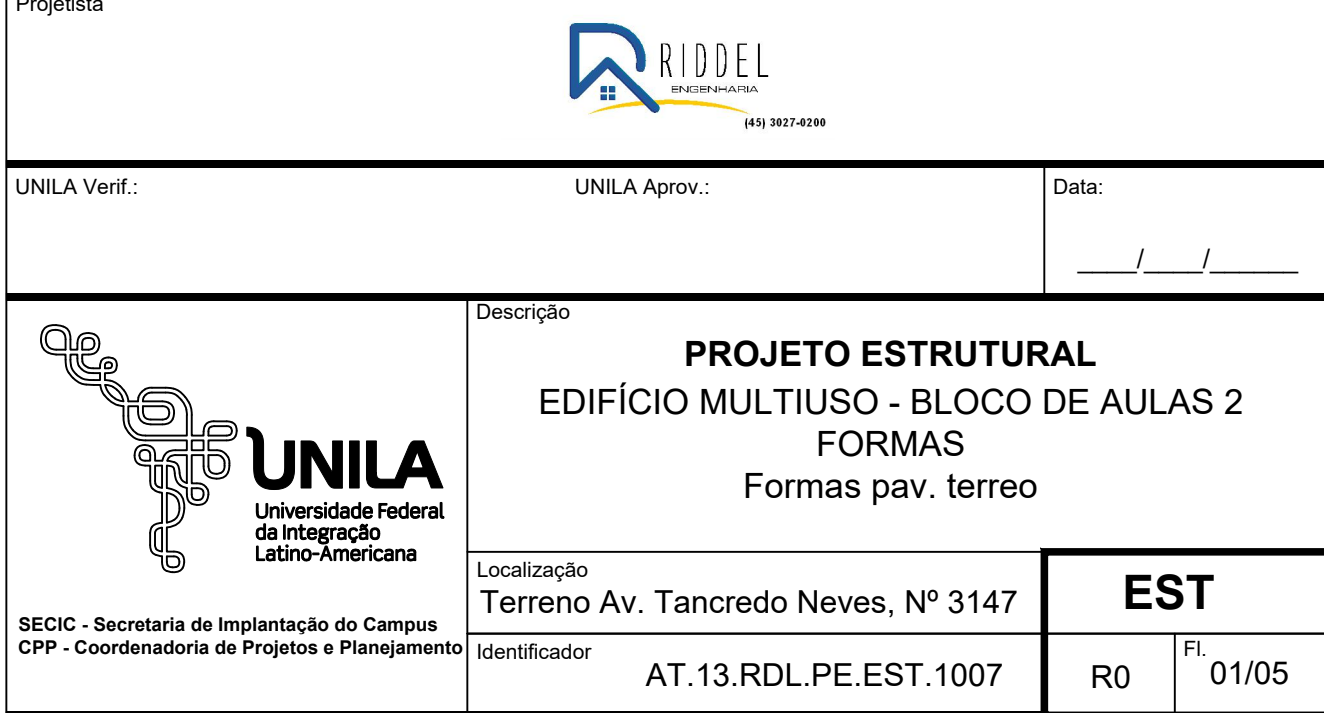 Projetista
RIDDEL
ENGENHARIA
(45) 3027-0200
UNILA Verif.:
UNILA Aprov.:
Data:
____/____/______
UNILA
Universidade Federal
da Integração
Latino-Americana
SECIC - Secretaria de Implantação do Campus
CPP - Coordenadoria de Projetos e Planejamento
Descrição
PROJETO ESTRUTURAL
EDIFÍCIO MULTIUSO - BLOCO DE AULAS 2
FORMAS
Formas pav. terreo
Localização
Terreno Av. Tancredo Neves, Nº 3147
EST
Identificador
AT.13.RDL.PE.EST.1007
R0
Fl.
01/05